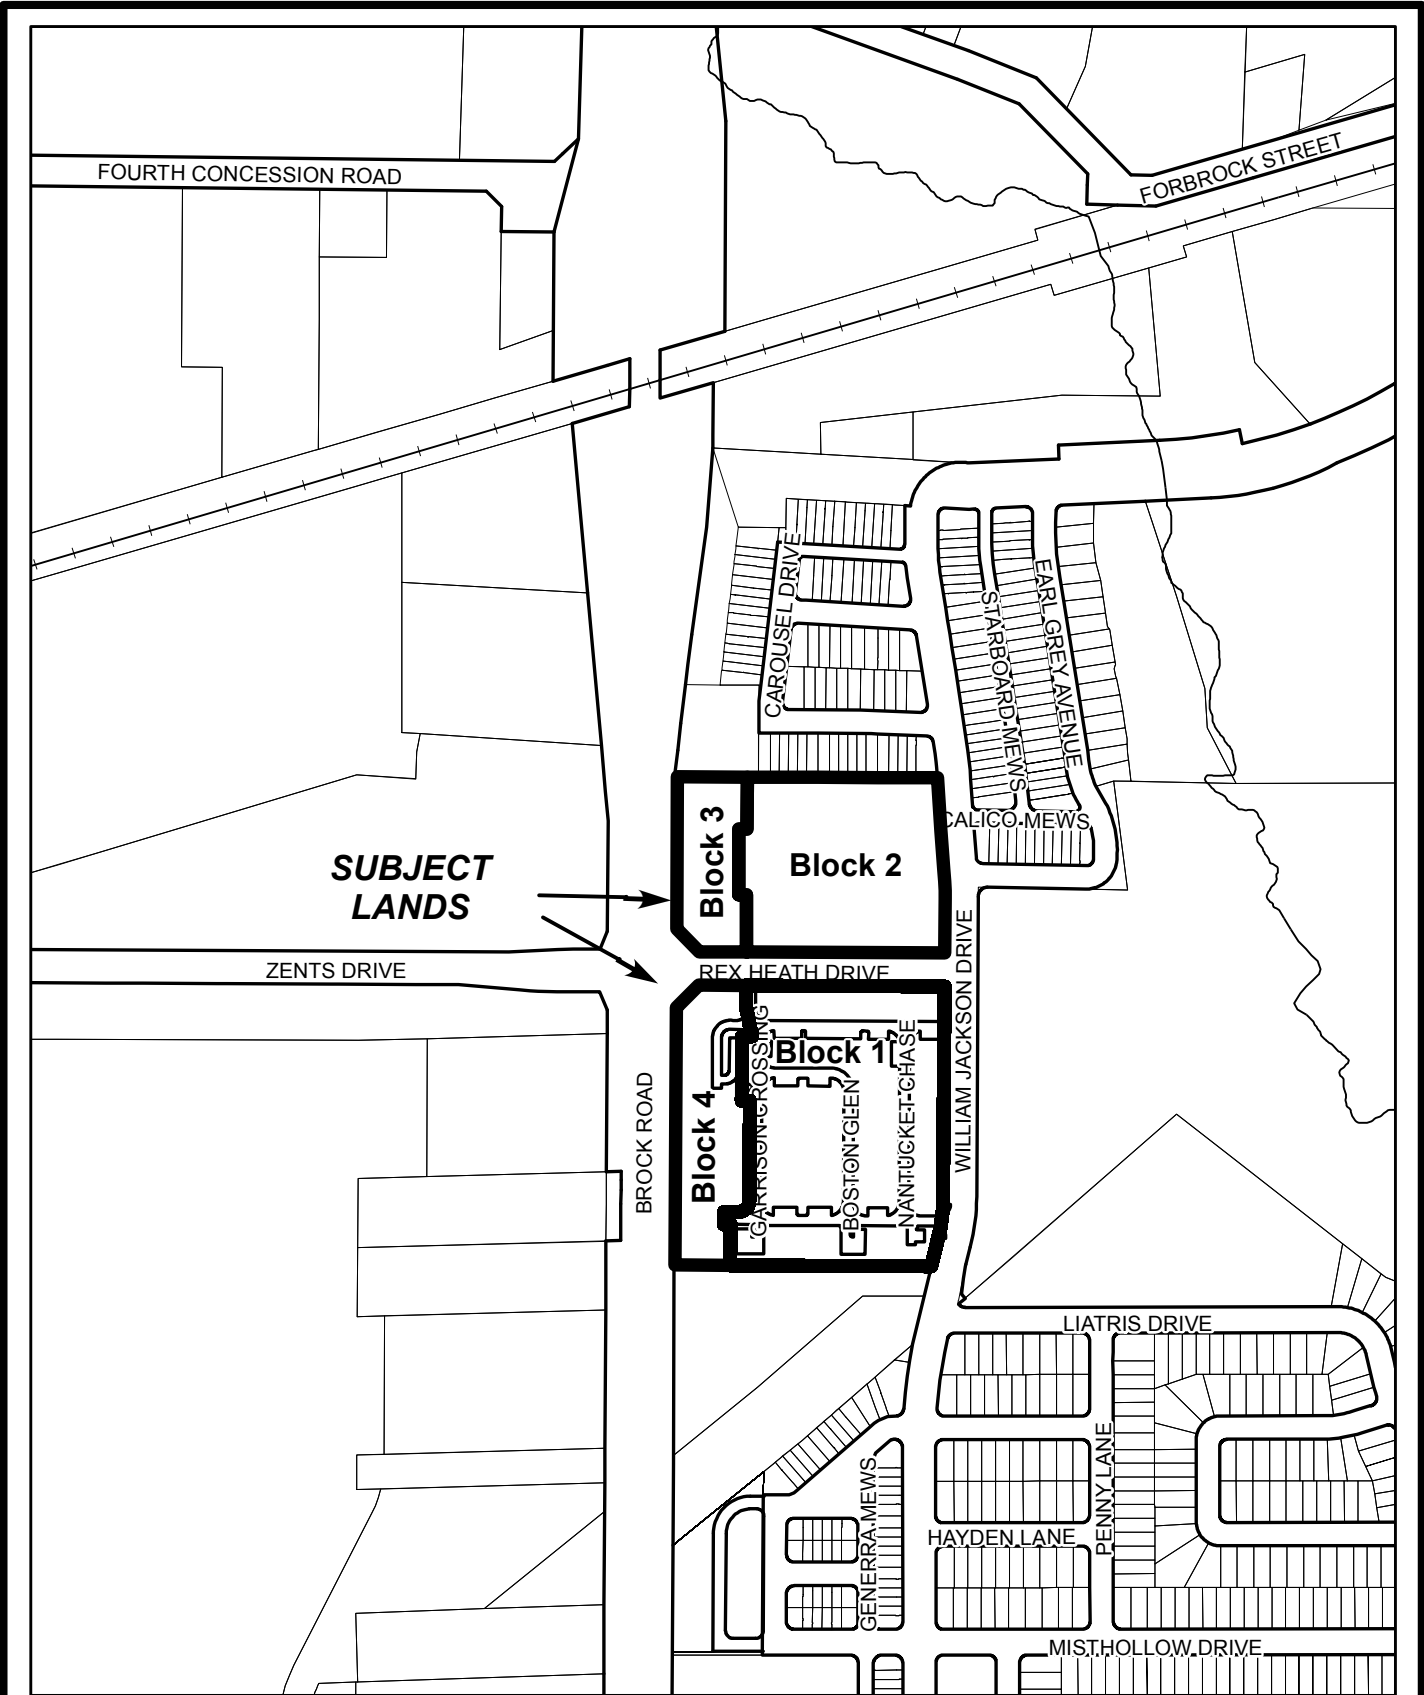 FOURTH CONCESSION ROAD
FORBROCK STREET
CAROUSEL DRIVE
STARBOARD MEWS
EARL GREY AVENUE
CALICO MEWS
Block 3
Block 2
SUBJECT
LANDS
ZENTS DRIVE
REX HEATH DRIVE
WILLIAM JACKSON DRIVE
BROCK ROAD
Block 4
Block 1
GARRISON CROSSING
BOSTON GLEN
NANTUCKET CHASE
LIATRIS DRIVE
PENNY LANE
GENERRA MEWS
HAYDEN LANE
MISTHOLLOW DRIVE